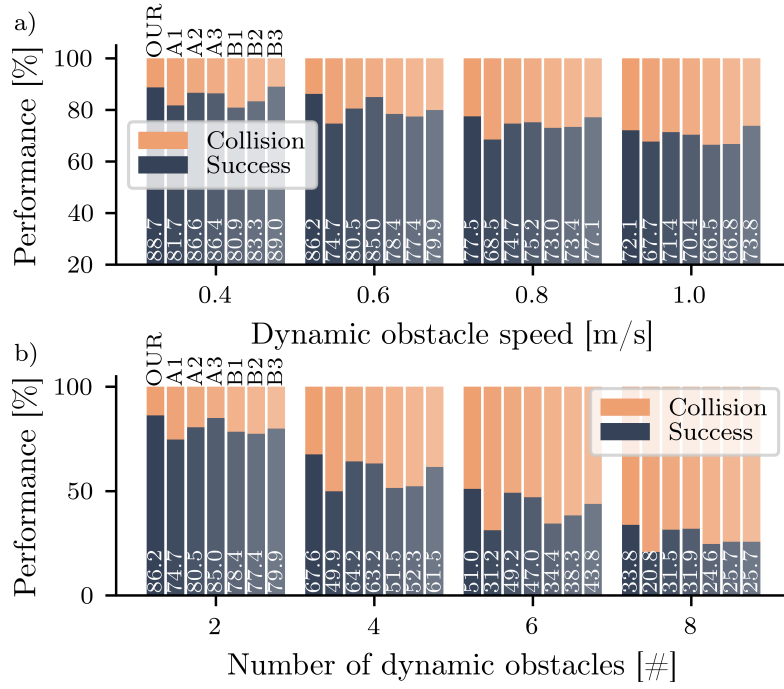 a)
OUR A1 A2 A3 B1 B2 B3
Performance [%]
100
80
60
40
20
Collision
Success
88.7 81.7 86.6 86.4 80.9 83.3 89.0
86.2 74.7 80.5 85.0 78.4 77.4 79.9
77.5 68.5 74.7 75.2 73.0 73.4 77.1
72.1 67.7 71.4 70.4 66.5 66.8 73.8
0.4 0.6 0.8 1.0
Dynamic obstacle speed [m/s]
b)
OUR A1 A2 A3 B1 B2 B3
Performance [%]
100
50
0
Collision
Success
86.2 74.7 80.5 85.0 78.4 77.4 79.9
67.6 49.9 64.2 63.2 51.5 52.3 61.5
51.0 31.2 49.2 47.0 34.4 38.3 43.8
33.8 20.8 31.5 31.9 24.6 25.7 25.7
2 4 6 8
Number of dynamic obstacles [#]